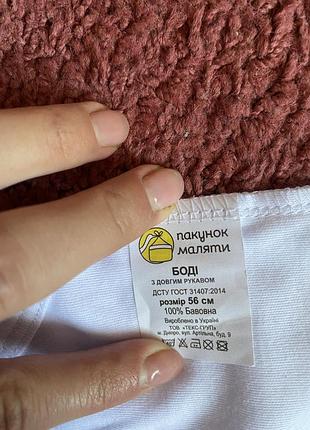 пакунок
маляти
БОДІ
З ДОВГИМ РУКАВОМ
ДСТУ ГОСТ 31407:2014
розмір 56 см
100% Бавовна
Вироблено в Україні
ТОВ «ТЕКС-ГРУП»
м. Дніпро, вул. Артільна, буд. 9